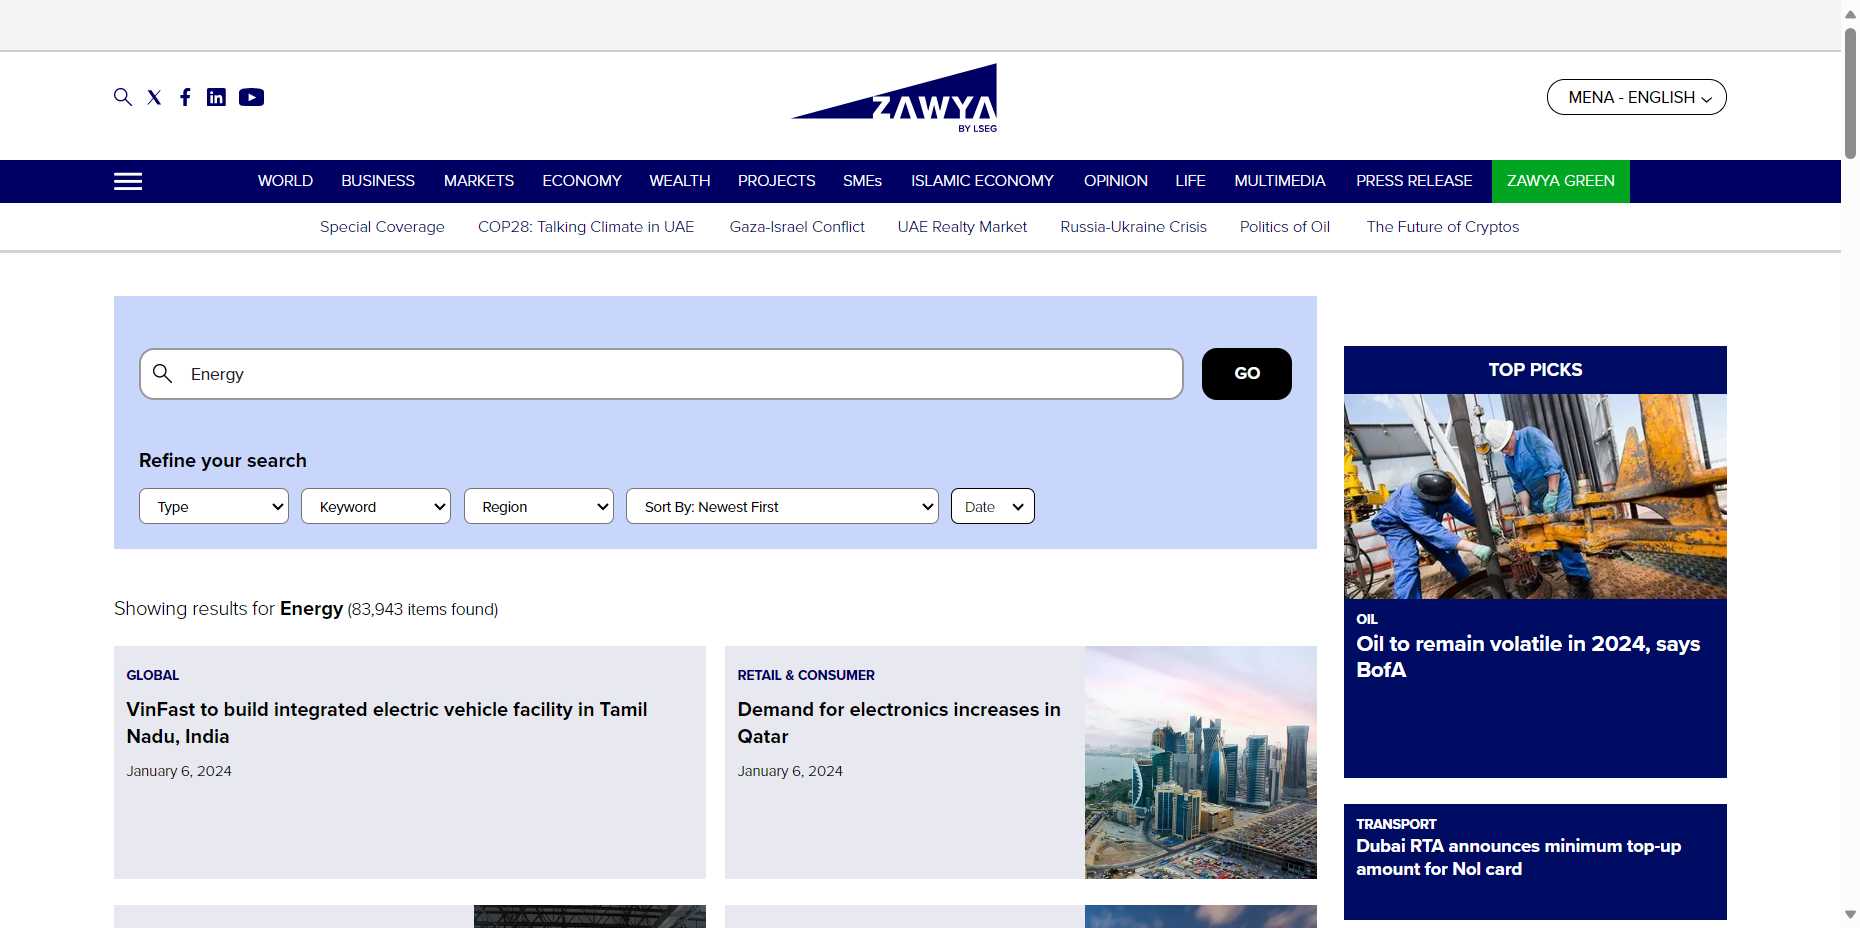 ZAWYA
BY LSEG
MENA - ENGLISH
WORLD BUSINESS MARKETS ECONOMY WEALTH PROJECTS SMEs ISLAMIC ECONOMY OPINION LIFE MULTIMEDIA PRESS RELEASE ZAWYA GREEN
Special Coverage COP28: Talking Climate in UAE Gaza-Israel Conflict UAE Realty Market Russia-Ukraine Crisis Politics of Oil The Future of Cryptos
Energy
GO
Refine your search
Type Keyword Region Sort By: Newest First Date
Showing results for Energy (83,943 items found)
GLOBAL
VinFast to build integrated electric vehicle facility in Tamil
Nadu, India
January 6, 2024
RETAIL & CONSUMER
Demand for electronics increases in
Qatar
January 6, 2024
TOP PICKS
OIL
Oil to remain volatile in 2024, says
BofA
TRANSPORT
Dubai RTA announces minimum top-up
amount for Nol card